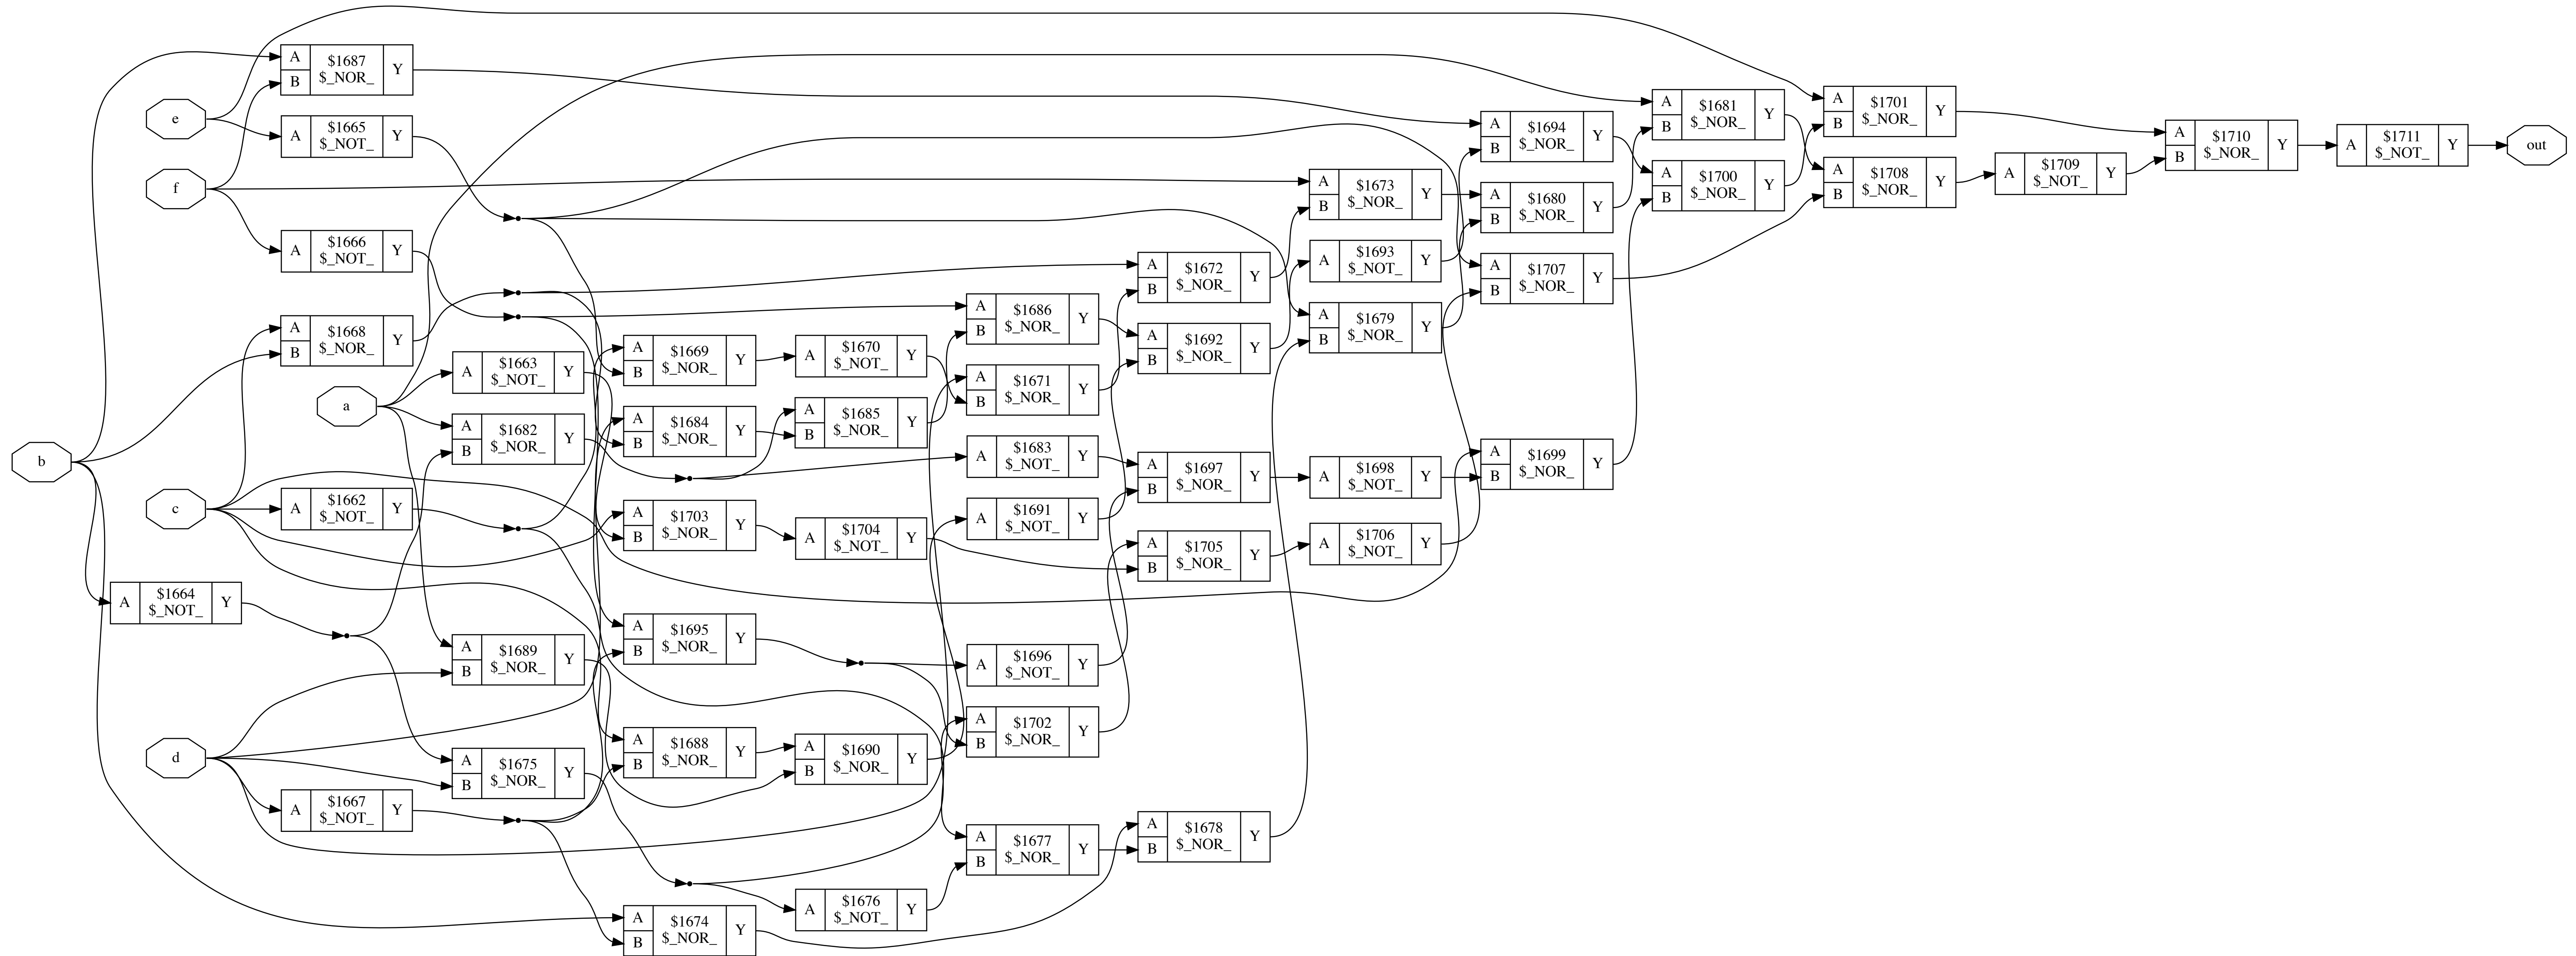 b
e
f
c
d
a
out
A
B
$1687
$_NOR_
Y
A
$1665
$_NOT_
Y
A
$1666
$_NOT_
Y
A
B
$1668
$_NOR_
Y
A
$1663
$_NOT_
Y
A
B
$1682
$_NOR_
Y
A
$1662
$_NOT_
Y
A
$1664
$_NOT_
Y
A
B
$1689
$_NOR_
Y
A
B
$1675
$_NOR_
Y
A
$1667
$_NOT_
Y
A
B
$1669
$_NOR_
Y
A
B
$1684
$_NOR_
Y
A
B
$1703
$_NOR_
Y
A
B
$1695
$_NOR_
Y
A
B
$1688
$_NOR_
Y
A
B
$1674
$_NOR_
Y
A
$1670
$_NOT_
Y
A
B
$1685
$_NOR_
Y
A
$1704
$_NOT_
Y
A
B
$1690
$_NOR_
Y
A
$1676
$_NOT_
Y
A
B
$1686
$_NOR_
Y
A
B
$1671
$_NOR_
Y
A
$1683
$_NOT_
Y
A
$1691
$_NOT_
Y
A
$1696
$_NOT_
Y
A
B
$1702
$_NOR_
Y
A
B
$1677
$_NOR_
Y
A
B
$1672
$_NOR_
Y
A
B
$1692
$_NOR_
Y
A
B
$1697
$_NOR_
Y
A
B
$1705
$_NOR_
Y
A
B
$1678
$_NOR_
Y
A
B
$1673
$_NOR_
Y
A
$1693
$_NOT_
Y
A
B
$1679
$_NOR_
Y
A
$1698
$_NOT_
Y
A
$1706
$_NOT_
Y
A
B
$1694
$_NOR_
Y
A
B
$1680
$_NOR_
Y
A
B
$1707
$_NOR_
Y
A
B
$1699
$_NOR_
Y
A
B
$1681
$_NOR_
Y
A
B
$1700
$_NOR_
Y
A
B
$1701
$_NOR_
Y
A
B
$1708
$_NOR_
Y
A
$1709
$_NOT_
Y
A
B
$1710
$_NOR_
Y
A
$1711
$_NOT_
Y